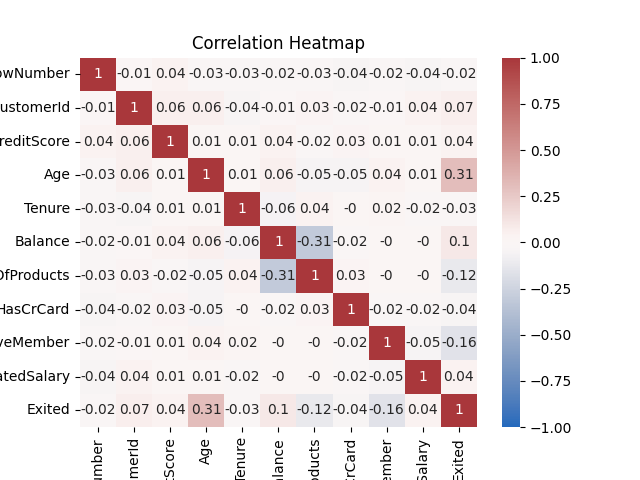 Correlation Heatmap
owNumber 1 -0.01 0.04 -0.03 -0.03 -0.02 -0.03 -0.04 -0.02 -0.04 -0.02
ustomerId -0.01 1 0.06 0.06 -0.04 -0.01 0.03 -0.02 -0.01 0.04 0.07
reditScore 0.04 0.06 1 0.01 0.01 0.04 -0.02 0.03 0.01 0.01 0.04
Age -0.03 0.06 0.01 1 0.01 0.06 -0.05 -0.05 0.04 0.01 0.31
Tenure -0.03 -0.04 0.01 0.01 1 -0.06 0.04 -0 0.02 -0.02 -0.03
Balance -0.02 -0.01 0.04 0.06 -0.06 1 -0.31 -0.02 -0 -0 0.1
OfProducts -0.03 0.03 -0.02 -0.05 0.04 -0.31 1 0.03 -0 -0 -0.12
HasCrCard -0.04 -0.02 0.03 -0.05 -0 -0.02 0.03 1 -0.02 -0.02 -0.04
veMember -0.02 -0.01 0.01 0.04 0.02 -0 -0 -0.02 1 -0.05 -0.16
atedSalary -0.04 0.04 0.01 0.01 -0.02 -0 -0 -0.02 -0.05 1 0.04
Exited -0.02 0.07 0.04 0.31 -0.03 0.1 -0.12 -0.04 -0.16 0.04 1
umber
merId
tScore
Age
Tenure
alance
oducts
CrCard
ember
Salary
Exited
1.00
0.75
0.50
0.25
0.00
−0.25
−0.50
−0.75
−1.00